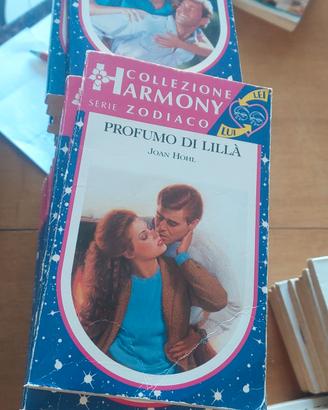 COLLEZIONE
HARMONY
SERIE ZODIACO
LEI
LUI
PROFUMO DI LILLÀ
JOAN HOHL